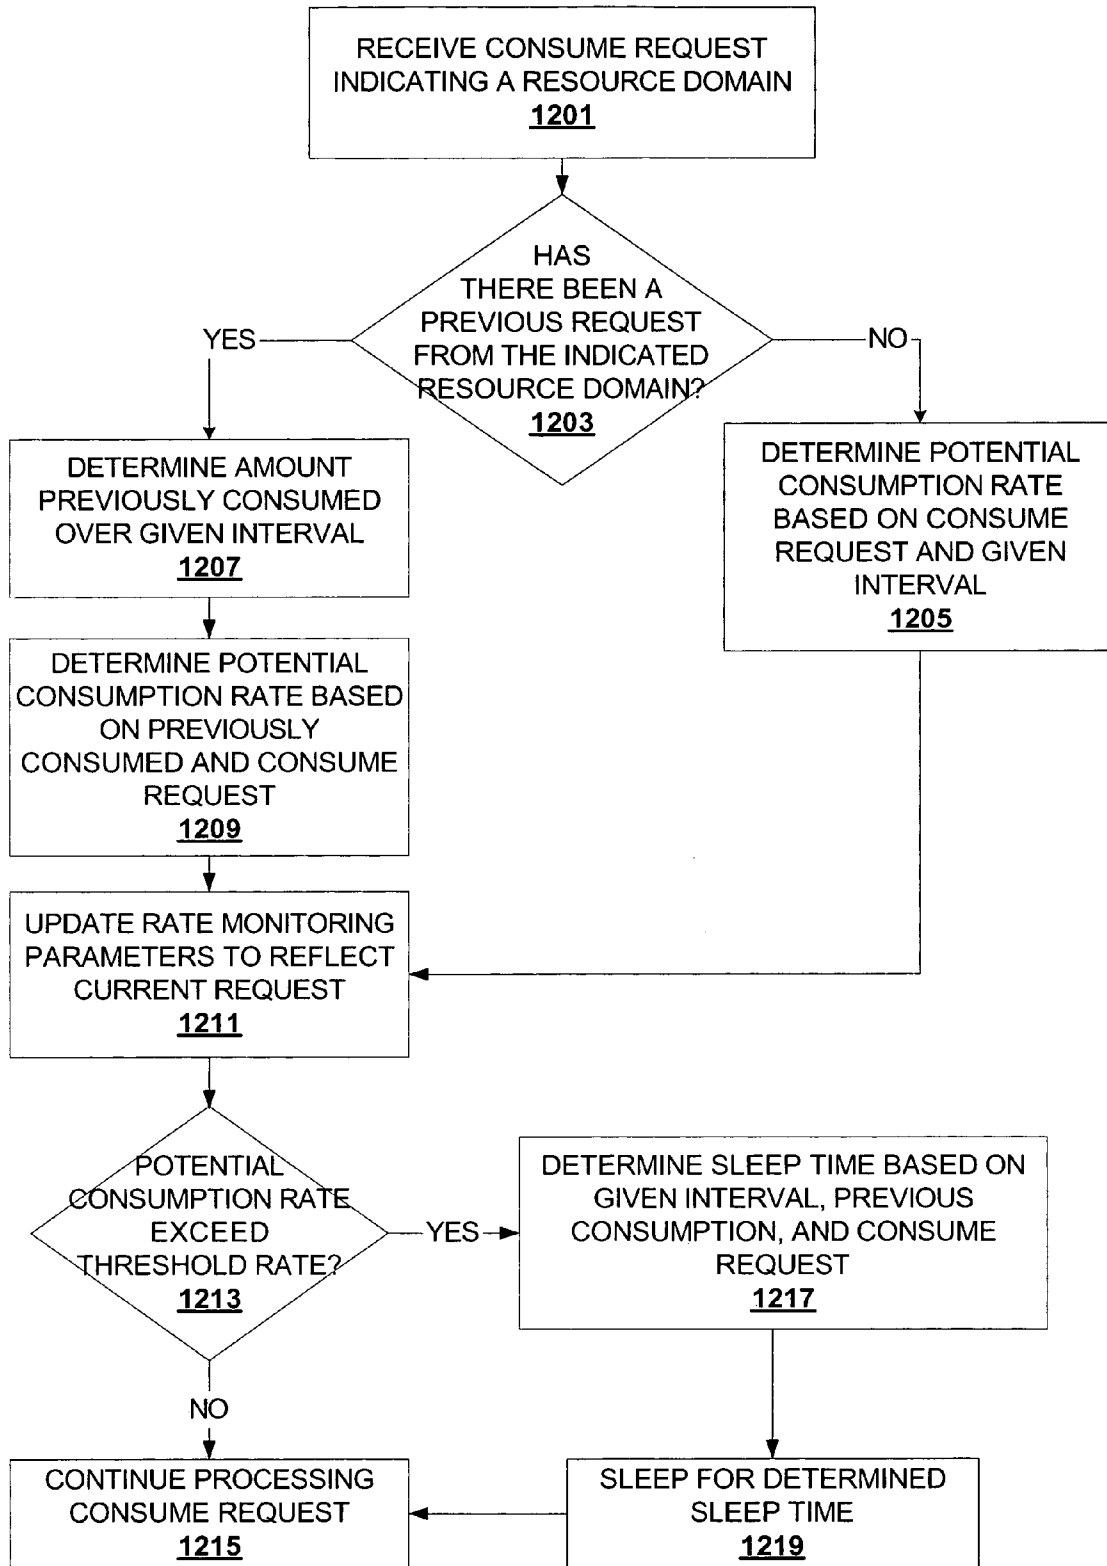 RECEIVE CONSUME REQUEST
INDICATING A RESOURCE DOMAIN
1201
HAS
THERE BEEN A
PREVIOUS REQUEST
FROM THE INDICATED
RESOURCE DOMAIN?
1203
YES
NO
DETERMINE AMOUNT
PREVIOUSLY CONSUMED
OVER GIVEN INTERVAL
1207
DETERMINE POTENTIAL
CONSUMPTION RATE
BASED ON CONSUME
REQUEST AND GIVEN
INTERVAL
1205
DETERMINE POTENTIAL
CONSUMPTION RATE BASED
ON PREVIOUSLY
CONSUMED AND CONSUME
REQUEST
1209
UPDATE RATE MONITORING
PARAMETERS TO REFLECT
CURRENT REQUEST
1211
POTENTIAL
CONSUMPTION RATE
EXCEED
THRESHOLD RATE?
1213
YES
DETERMINE SLEEP TIME BASED ON
GIVEN INTERVAL, PREVIOUS
CONSUMPTION, AND CONSUME
REQUEST
1217
NO
CONTINUE PROCESSING
CONSUME REQUEST
1215
SLEEP FOR DETERMINED
SLEEP TIME
1219